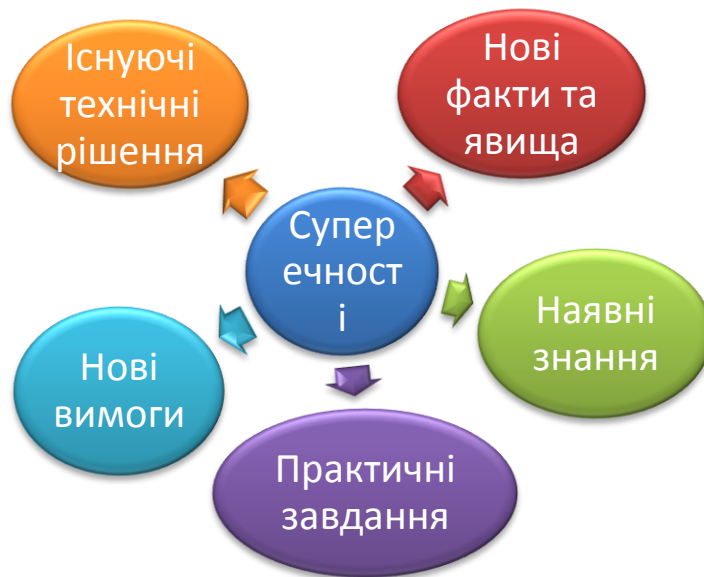 Існуючі
технічні
рішення
Нові
факти та
явища
Супер
ечност
і
Наявні
знання
Нові
вимоги
Практичні
завдання